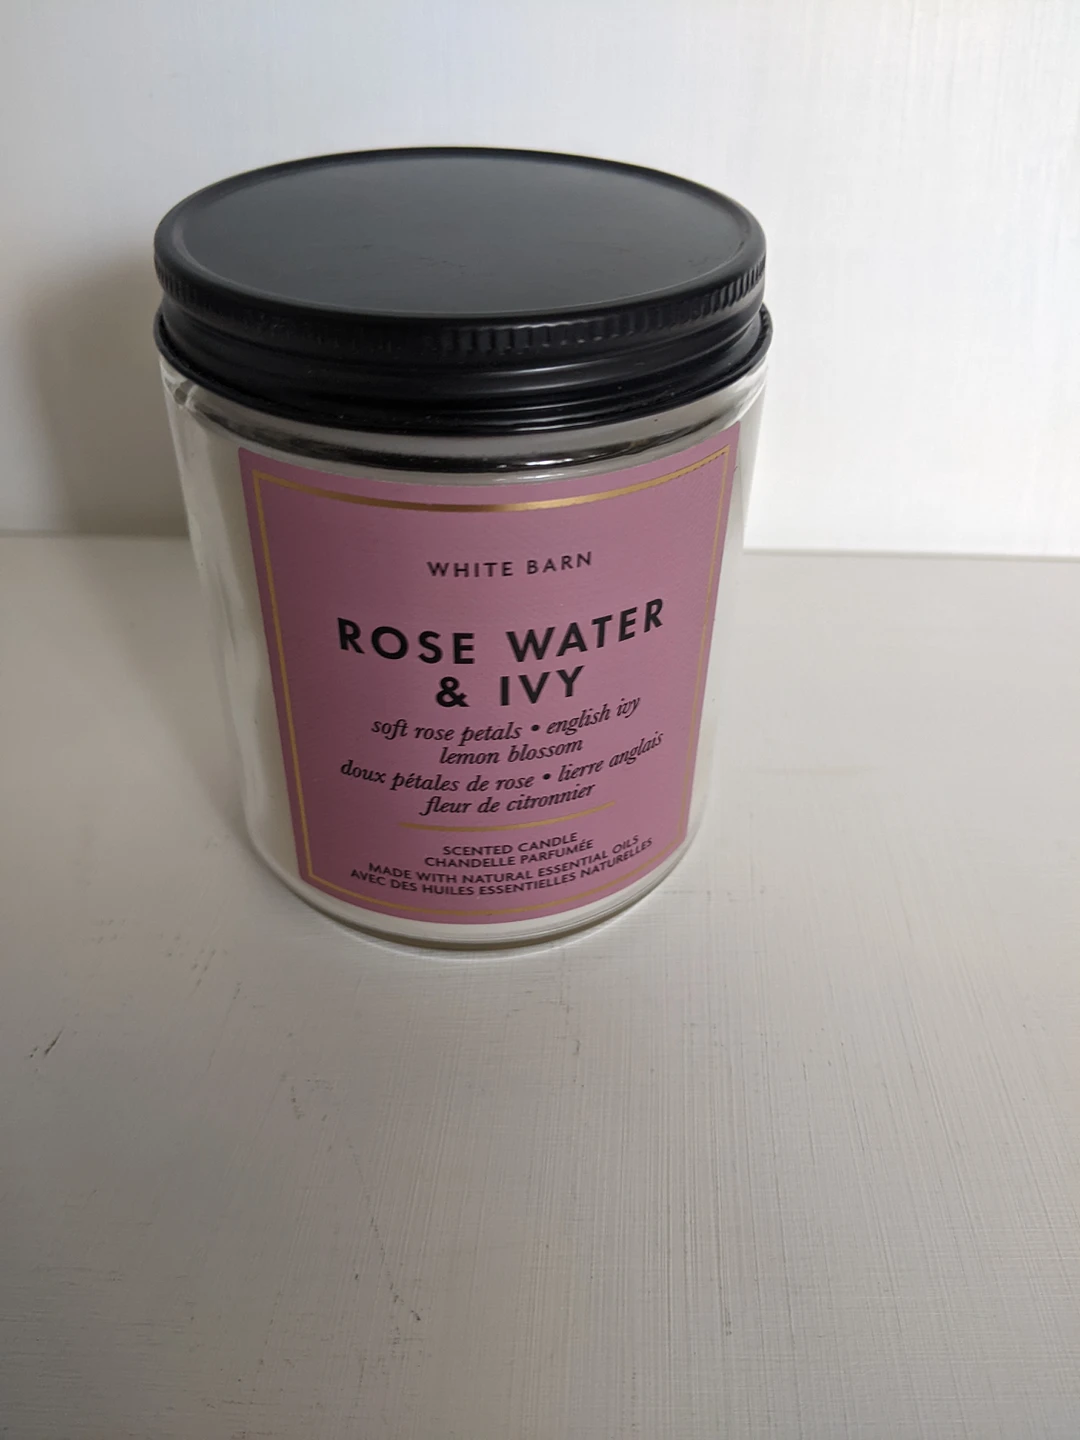 WHITE BARN
ROSE WATER
& IVY
soft rose petals • english ivy
lemon blossom
doux pétales de rose • lierre anglais
fleur de citronnier
SCENTED CANDLE
CHANDELLE PARFUMÉE
MADE WITH NATURAL ESSENTIAL OILS
AVEC DES HUILES ESSENTIELLES NATURELLES